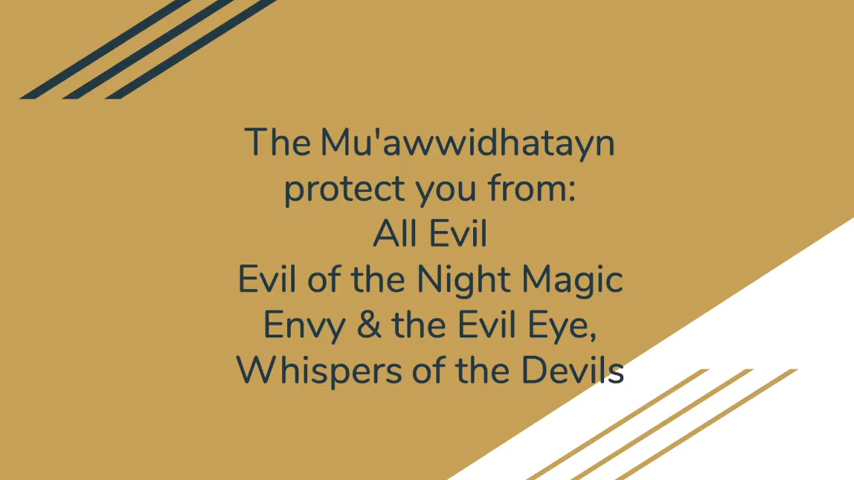 The Mu'awwidhatayn
protect you from:
All Evil
Evil of the Night Magic
Envy & the Evil Eye,
Whispers of the Devils